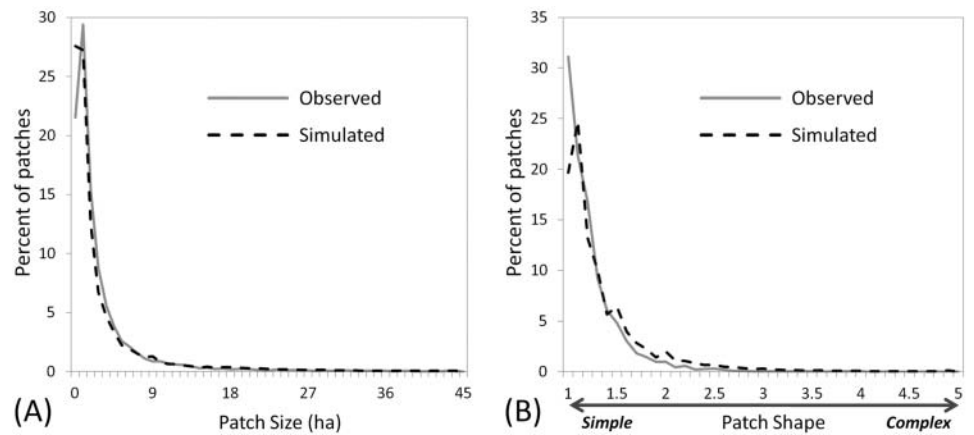 30
25
20
15
10
5
0
Percent of patches
Observed
Simulated
0 9 18 27 36 45
Patch Size (ha)
(A)
35
30
25
20
15
10
5
0
Percent of patches
Observed
Simulated
1 1.5 2 2.5 3 3.5 4 4.5 5
Simple Patch Shape Complex
(B)